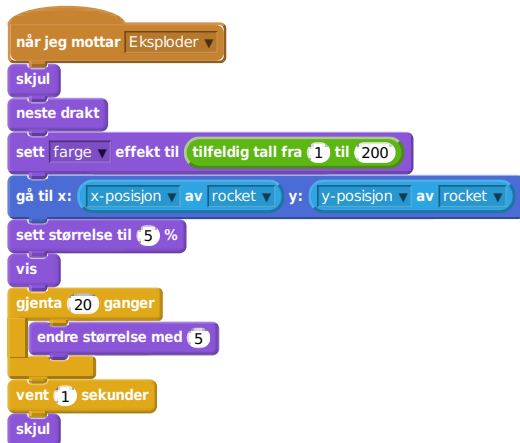 når jeg mottar Eksploder
skjul
neste drakt
sett farge effekt til tilfeldig tall fra 1 til 200
gå til x: x-posisjon av rocket y: y-posisjon av rocket
sett størrelse til 5 %
vis
gjenta 20 ganger
endre størrelse med 5
vent 1 sekunder
skjul